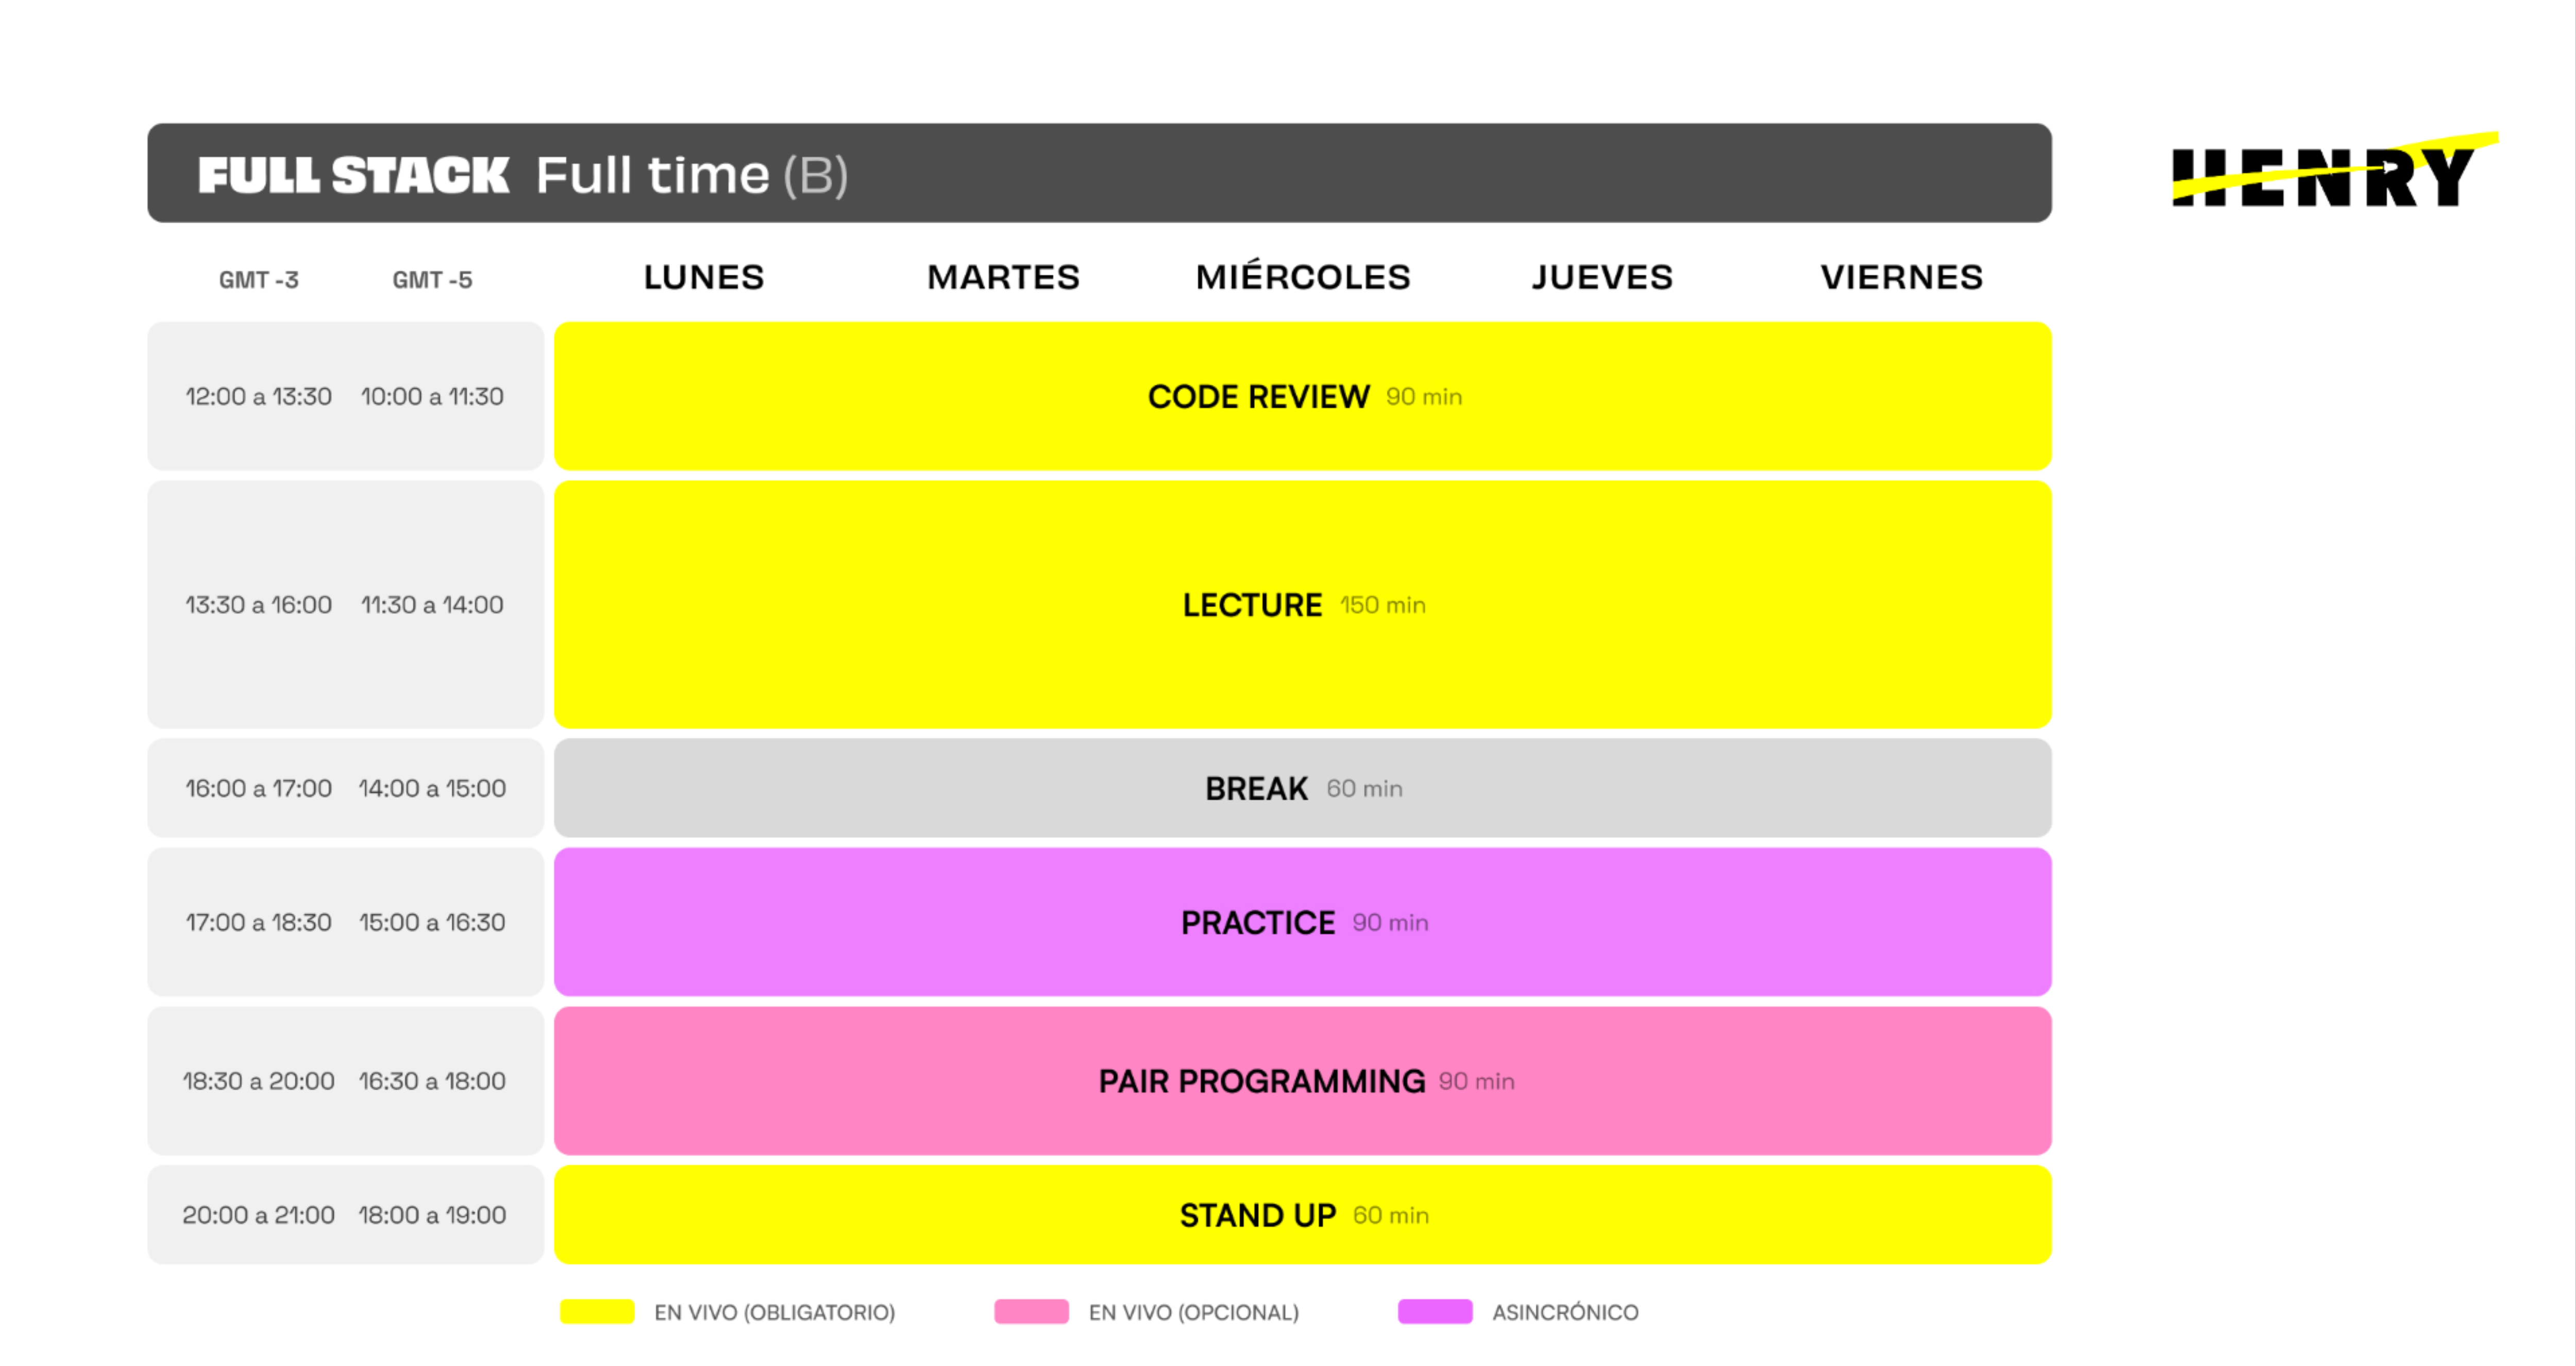 FULL STACK Full time (B)
HENRY
GMT -3 GMT -5 LUNES MARTES MIÉRCOLES JUEVES VIERNES
12:00 a 13:30 10:00 a 11:30 CODE REVIEW 90 min
13:30 a 16:00 11:30 a 14:00 LECTURE 150 min
16:00 a 17:00 14:00 a 15:00 BREAK 60 min
17:00 a 18:30 15:00 a 16:30 PRACTICE 90 min
18:30 a 20:00 16:30 a 18:00 PAIR PROGRAMMING 90 min
20:00 a 21:00 18:00 a 19:00 STAND UP 60 min
EN VIVO (OBLIGATORIO) EN VIVO (OPCIONAL) ASINCRÓNICO